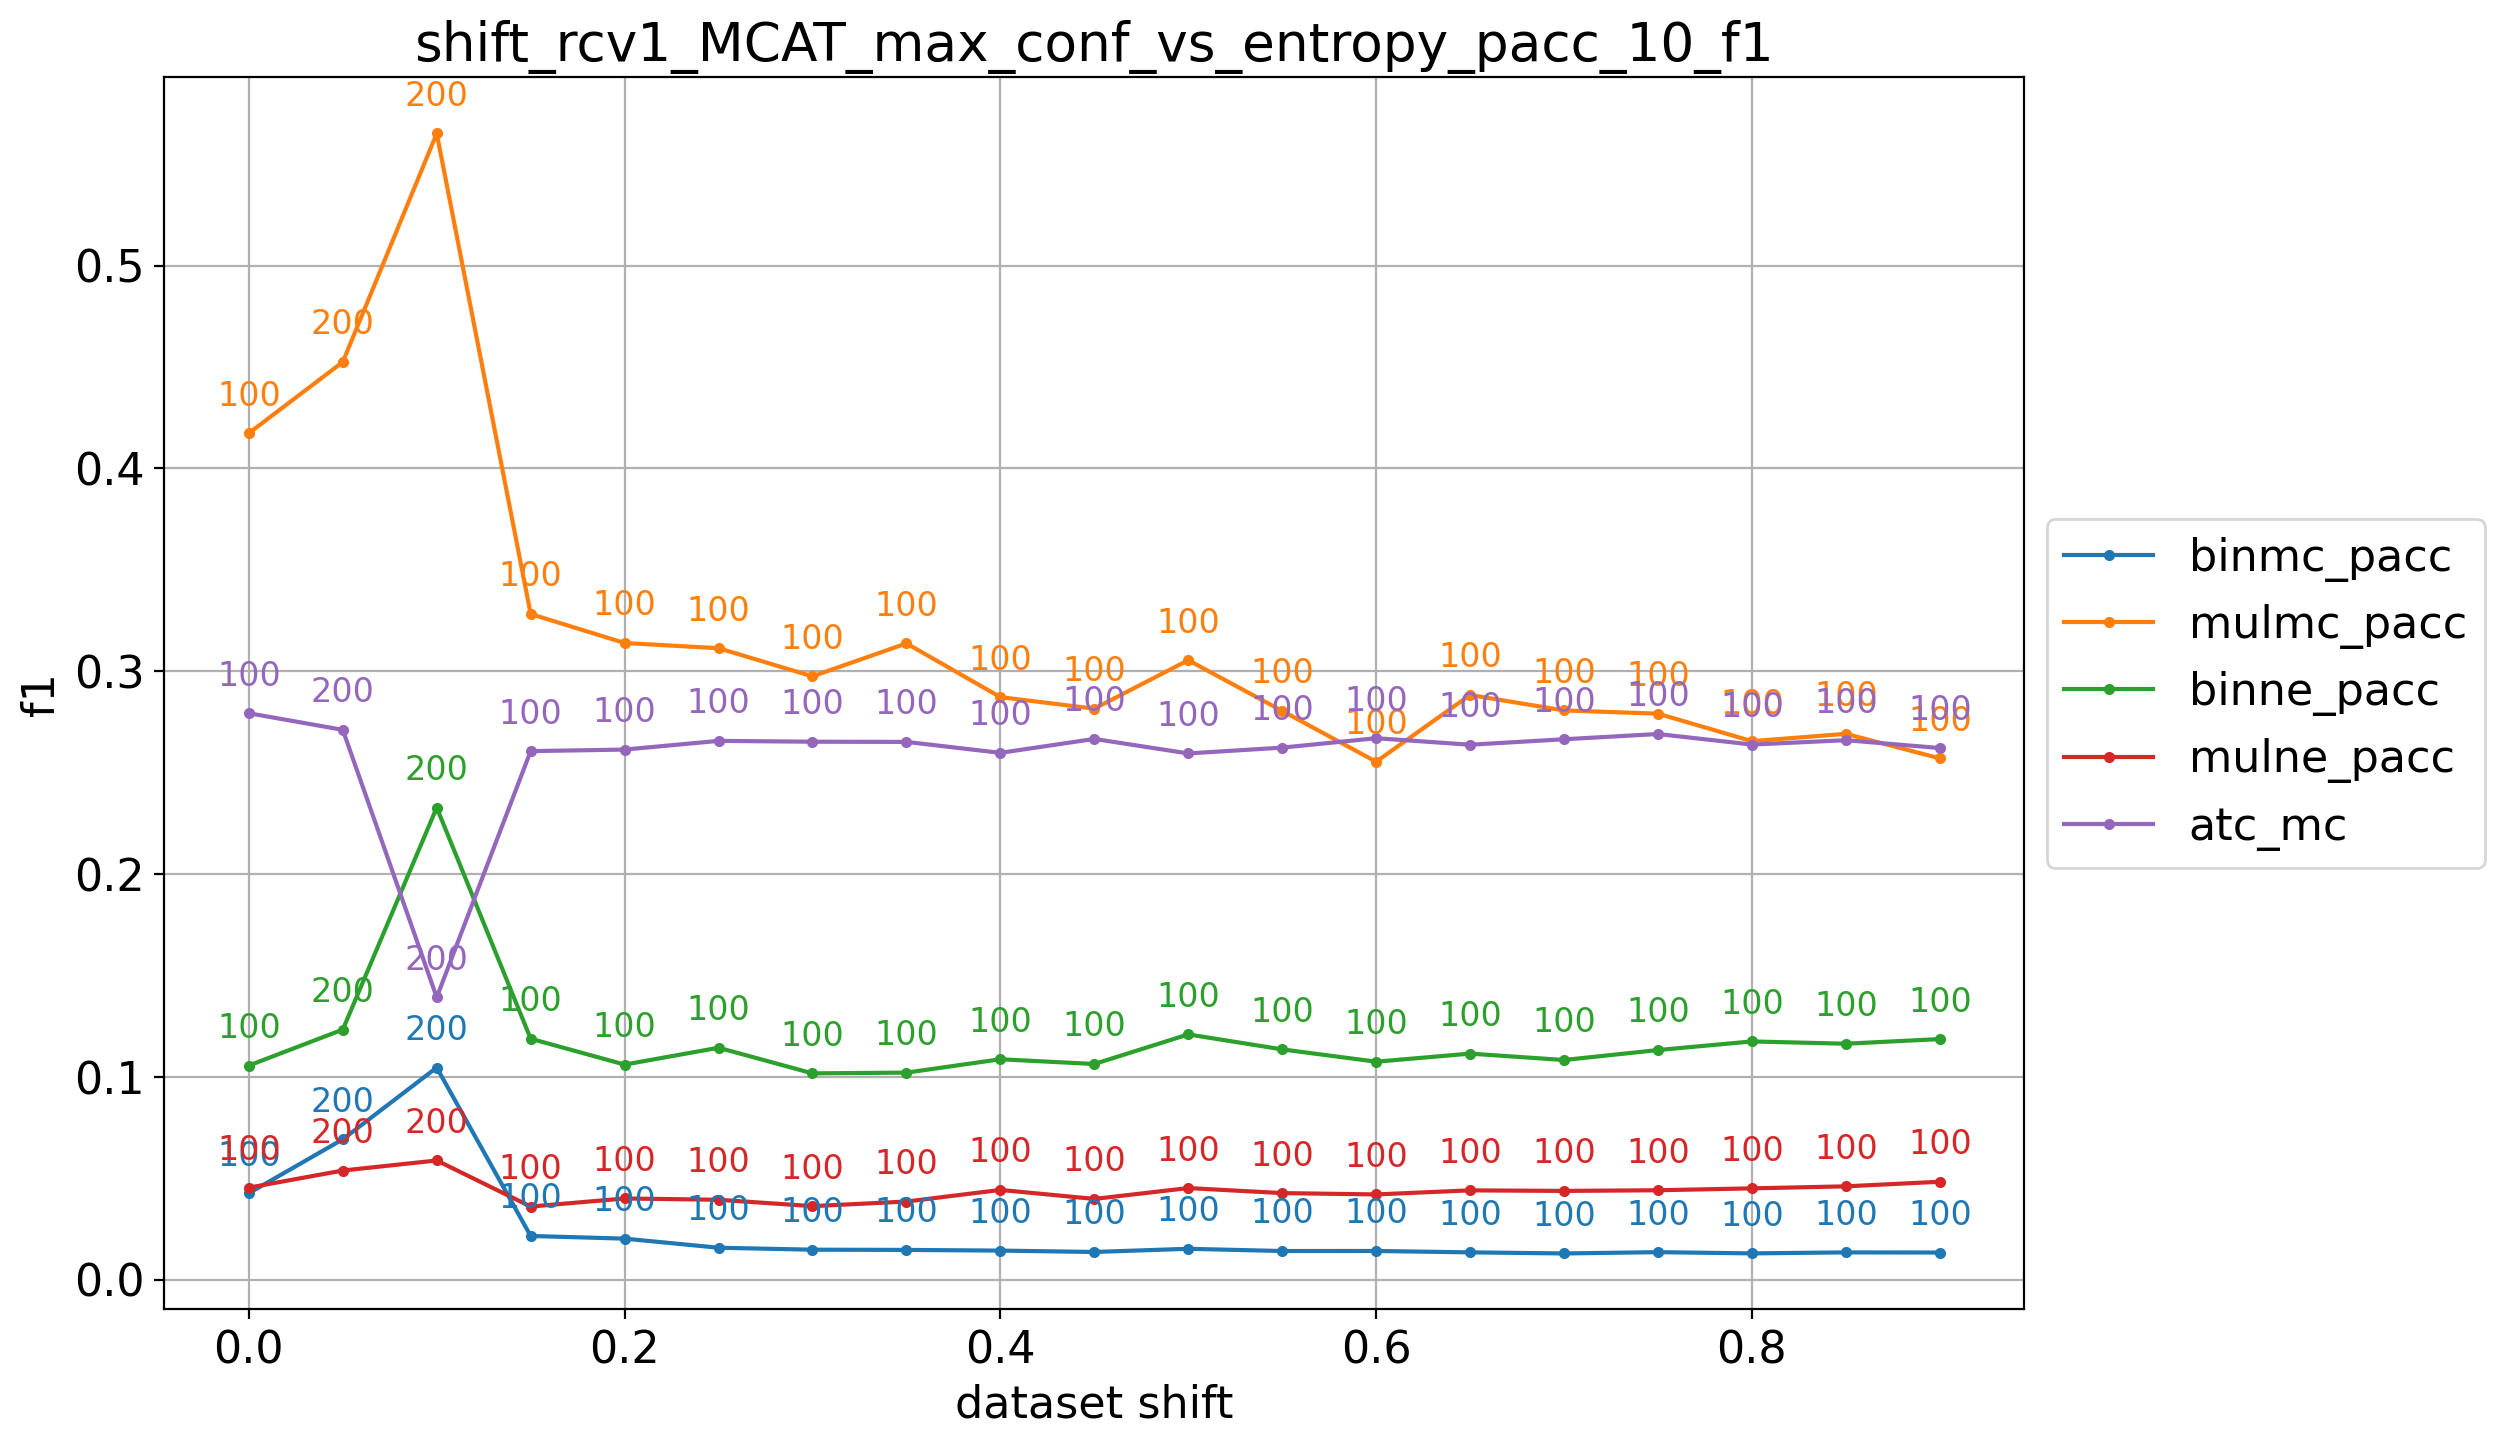 shift_rcv1_MCAT_max_conf_vs_entropy_pacc_10_f1
200
200
100
100 100 100 100 100 100 100 100 100 100 100 100 100 100 100 100
100 200 200 100 100 100 100 100 100 100 100 100 100 100 100 100 100 100 100
100 200 200 100 100 100 100 100 100 100 100 100 100 100 100 100 100 100 100
100 200 200 100 100 100 100 100 100 100 100 100 100 100 100 100 100 100 100
100 200 200 100 100 100 100 100 100 100 100 100 100 100 100 100 100 100 100
0.5
0.4
0.3
0.2
0.1
0.0
f1
0.0 0.2 0.4 0.6 0.8
dataset shift
binmc_pacc
mulmc_pacc
binne_pacc
mulne_pacc
atc_mc